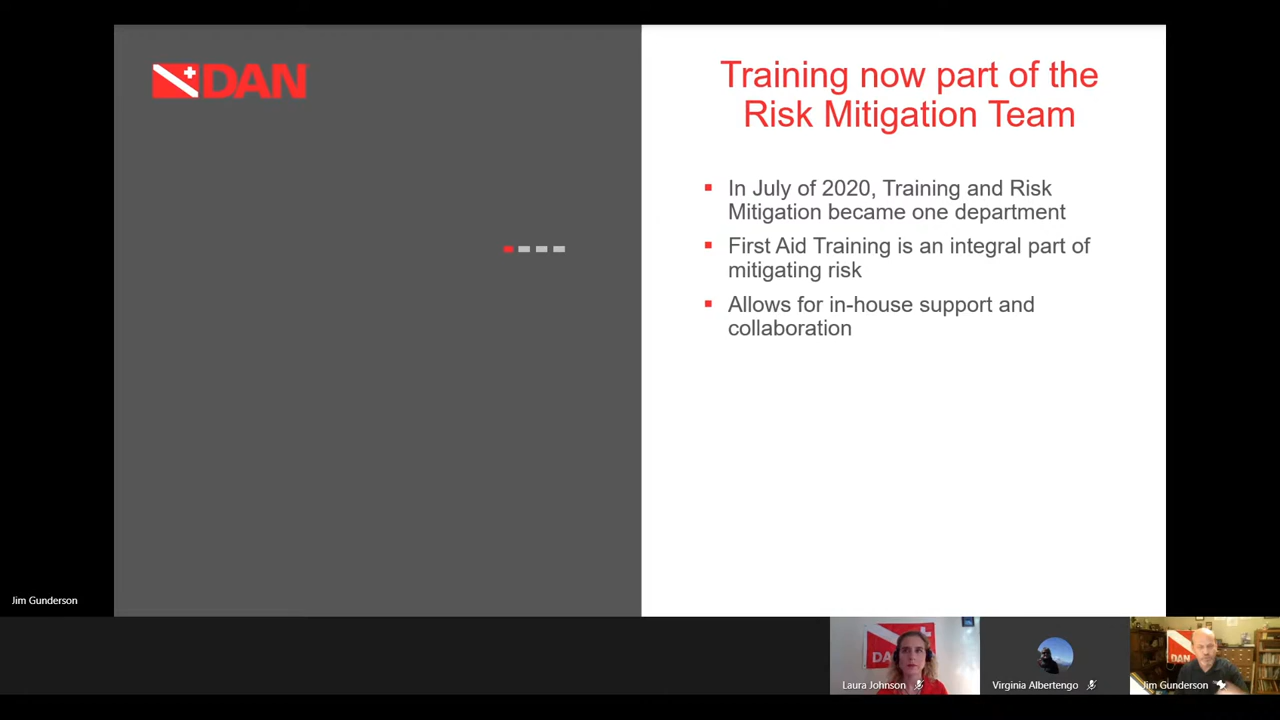 DAN
Training now part of the
Risk Mitigation Team
In July of 2020, Training and Risk
Mitigation became one department
First Aid Training is an integral part of
mitigating risk
Allows for in-house support and
collaboration
Jim Gunderson
DAN
Laura Johnson
Virginia Albertengo
DAN
Jim Gunderson